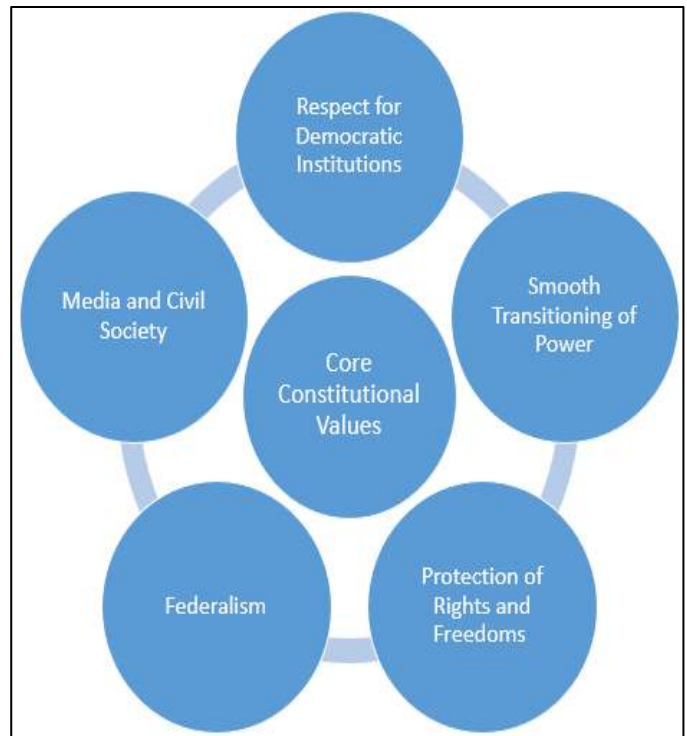 Respect for
Democratic
Institutions
Smooth
Transitioning of
Power
Protection of
Rights and
Freedoms
Federalism
Media and Civil
Society
Core
Constitutional
Values